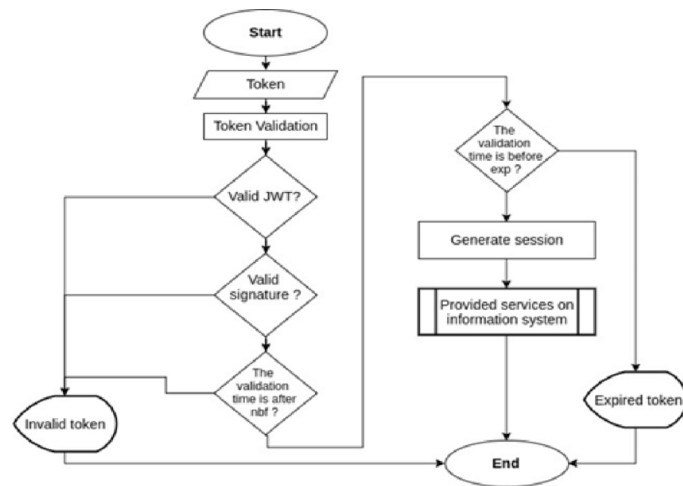 Start
Token
Token Validation
Valid JWT?
Valid
signature ?
The
validation
time is after
nbf ?
Invalid token
The
validation
time is before
exp ?
Generate session
Provided services on
information system
Expired token
End